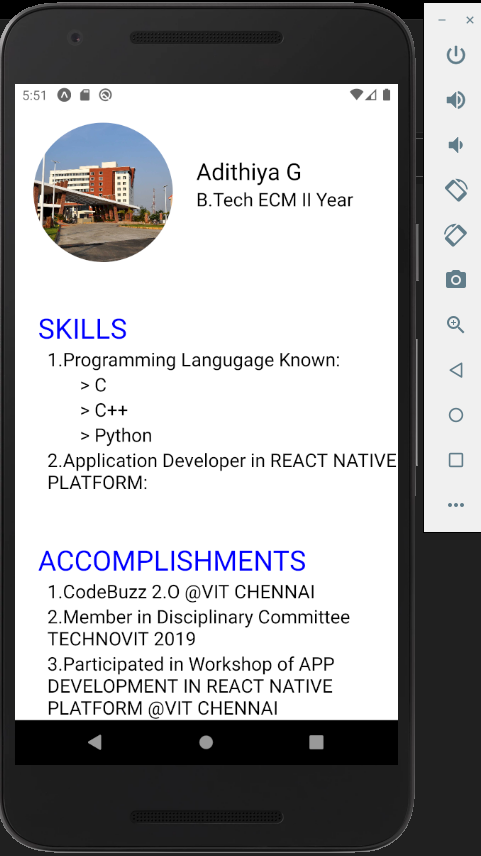 5:51
Adithiya G
B.Tech ECM II Year
SKILLS
1.Programming Langugage Known:
> C
> C++
> Python
2.Application Developer in REACT NATIVE
PLATFORM:
ACCOMPLISHMENTS
1.CodeBuzz 2.O @VIT CHENNAI
2.Member in Disciplinary Committee
TECHNOVIT 2019
3.Participated in Workshop of APP
DEVELOPMENT IN REACT NATIVE
PLATFORM @VIT CHENNAI